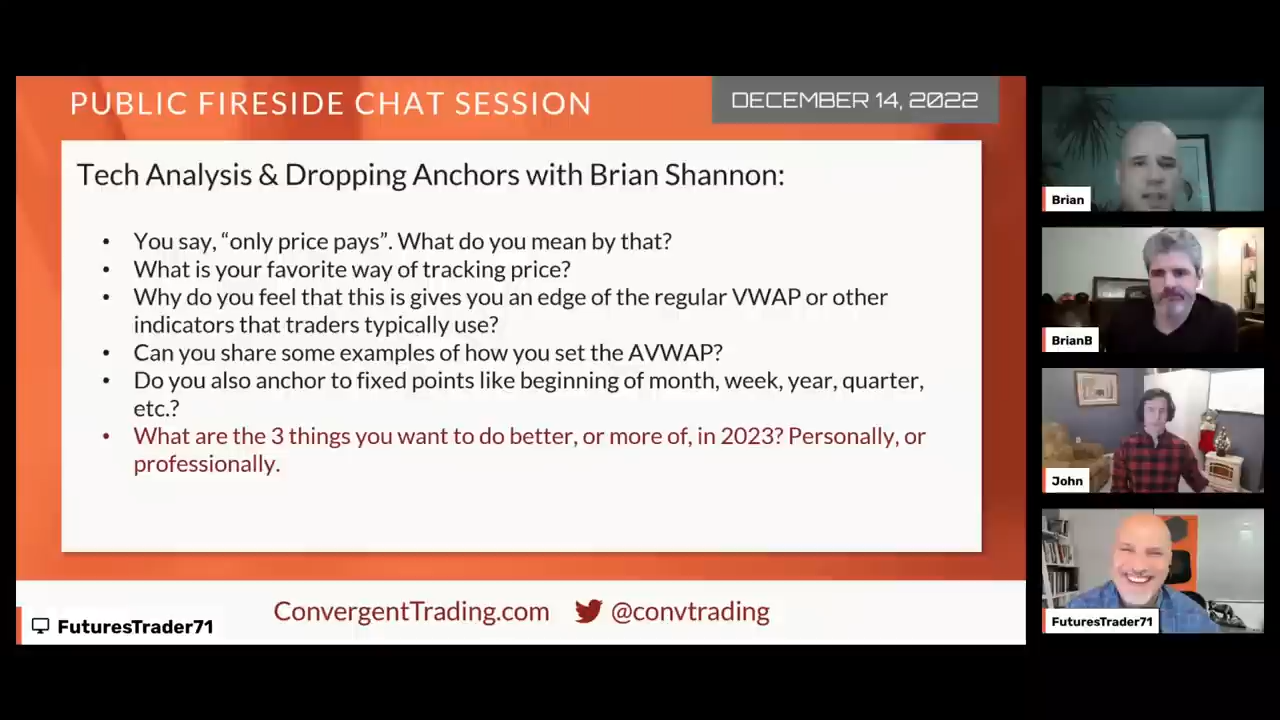 PUBLIC FIRESIDE CHAT SESSION
DECEMBER 14, 2022
Tech Analysis & Dropping Anchors with Brian Shannon:
• You say, “only price pays”. What do you mean by that?
• What is your favorite way of tracking price?
• Why do you feel that this is gives you an edge of the regular VWAP or other
indicators that traders typically use?
• Can you share some examples of how you set the AVWAP?
• Do you also anchor to fixed points like beginning of month, week, year, quarter,
etc.?
• What are the 3 things you want to do better, or more of, in 2023? Personally, or
professionally.
ConvergentTrading.com @convtrading
FuturesTrader71
Brian
BrianB
John
FuturesTrader71